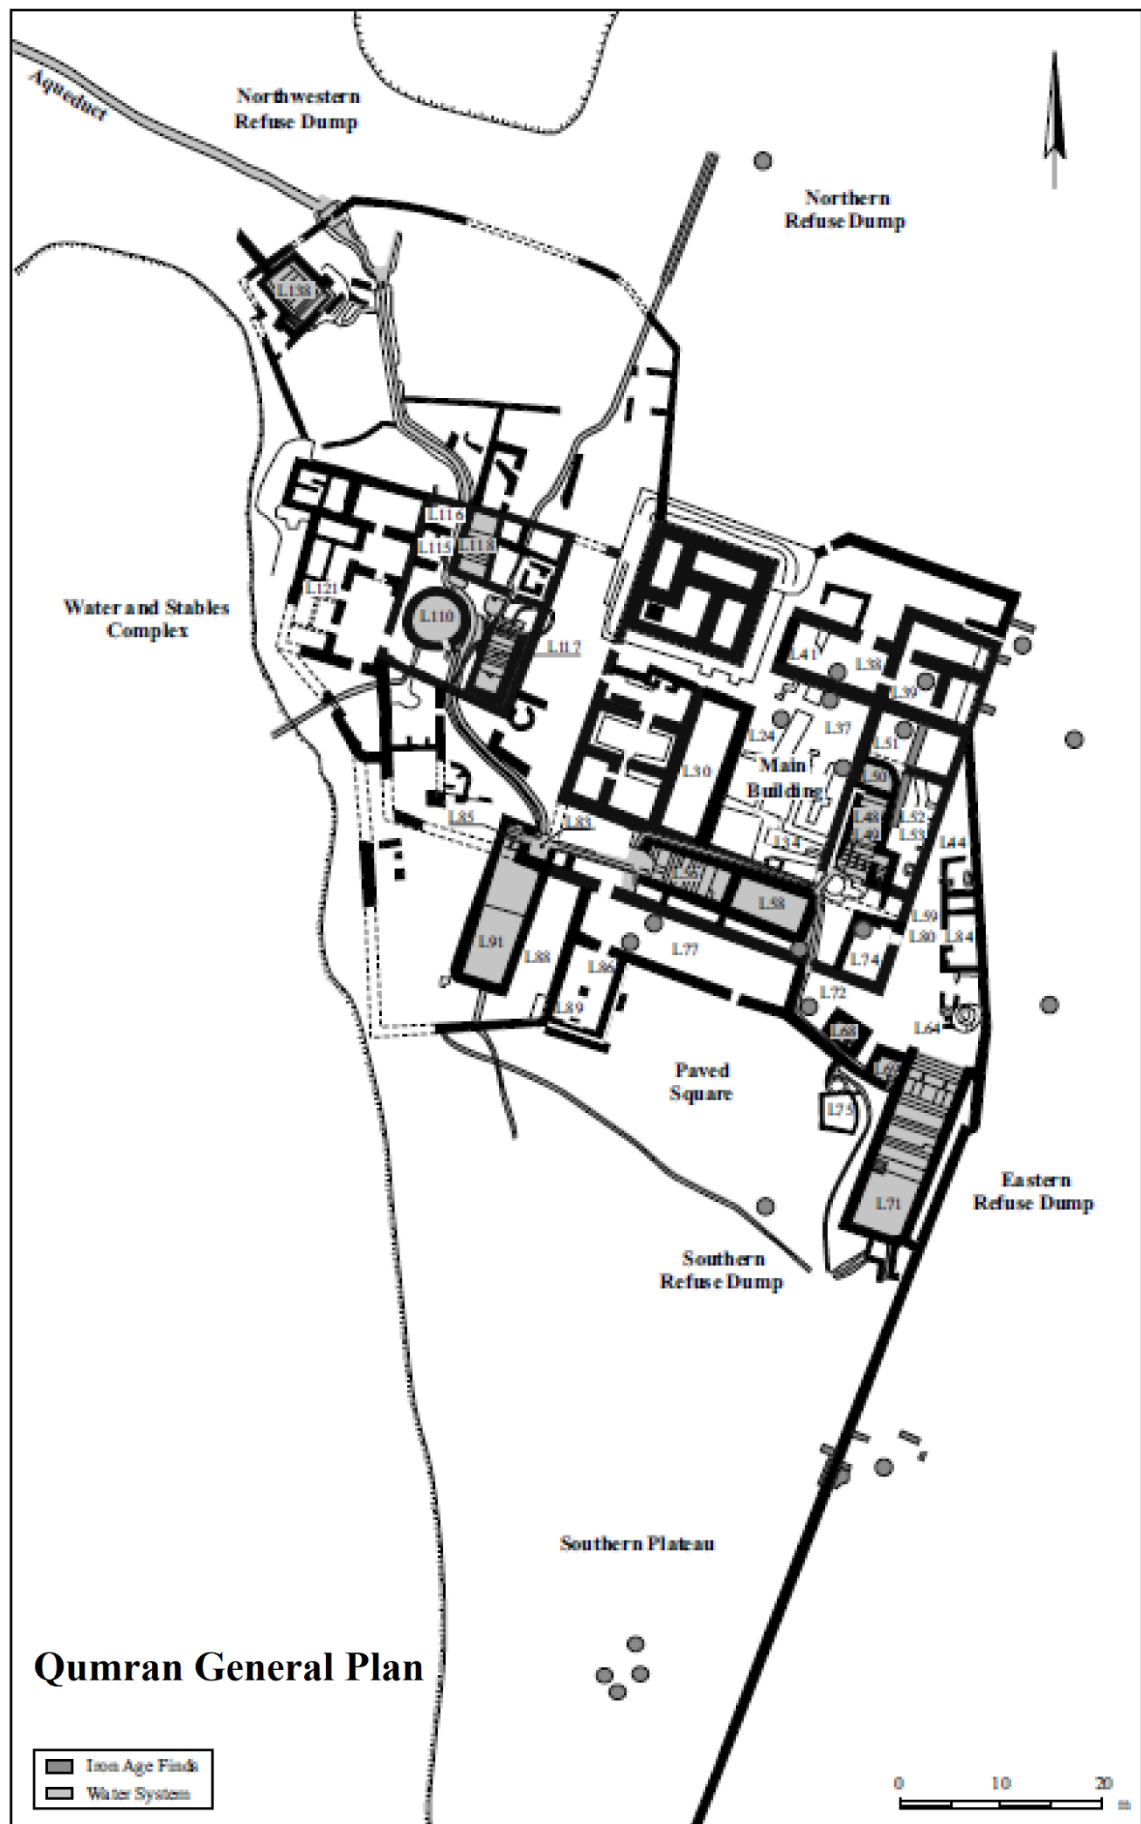 Aqueduct
Northwestern
Refuse Dump
Northern
Refuse Dump
L138
L116
L115
L118
L121
L110
L117
Water and Stables
Complex
L41
L38
L39
L24
L37
L51
L30
Main
Building
L50
L48
L52
L49
L53
L85
L83
L34
L44
L56
L58
L59
L80
L84
L91
L88
L86
L77
L74
L89
L72
L68
L64
Paved
Square
L75
L71
Eastern
Refuse Dump
Southern
Refuse Dump
Southern Plateau
Qumran General Plan
Iron Age Finds
Water System
0 10 20
m